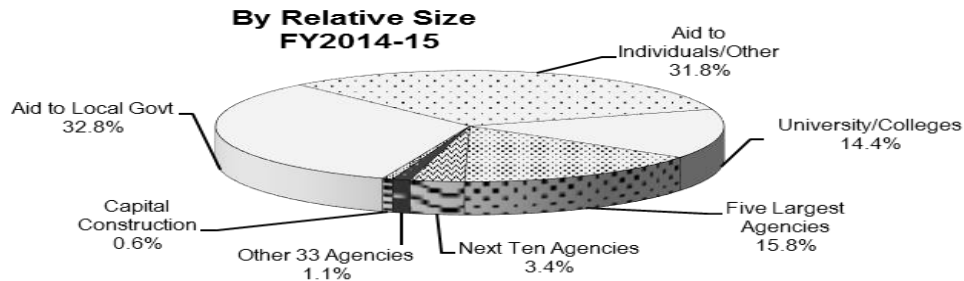 By Relative Size
FY2014-15
Aid to
Individuals/Other
31.8%
Aid to Local Govt
32.8%
University/Colleges
14.4%
Capital
Construction
0.6%
Five Largest
Agencies
15.8%
Other 33 Agencies
1.1%
Next Ten Agencies
3.4%